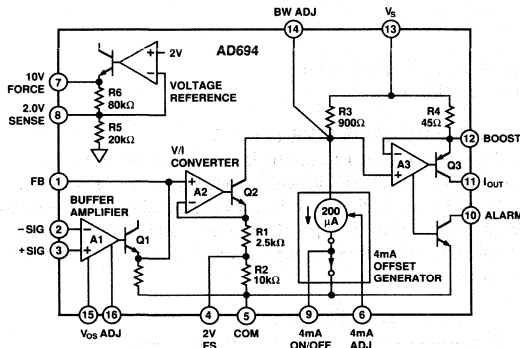 BW ADJ
V_S
14
13
AD694
10V
FORCE
7
2.0V
SENSE
8
R6
80kΩ
R5
20kΩ
+
−
2V
VOLTAGE
REFERENCE
R3
900Ω
R4
45Ω
12
BOOST
V/I
CONVERTER
−
+
A3
Q3
11
I_OUT
FB
1
+
−
A2
Q2
BUFFER
AMPLIFIER
−SIG
2
+SIG
3
−
+
A1
Q1
R1
2.5kΩ
R2
10kΩ
200
μA
10
ALARM
4mA
OFFSET
GENERATOR
15
16
4
5
9
6
V_OS ADJ
2V
FS
COM
4mA
ON/OFF
4mA
ADJ